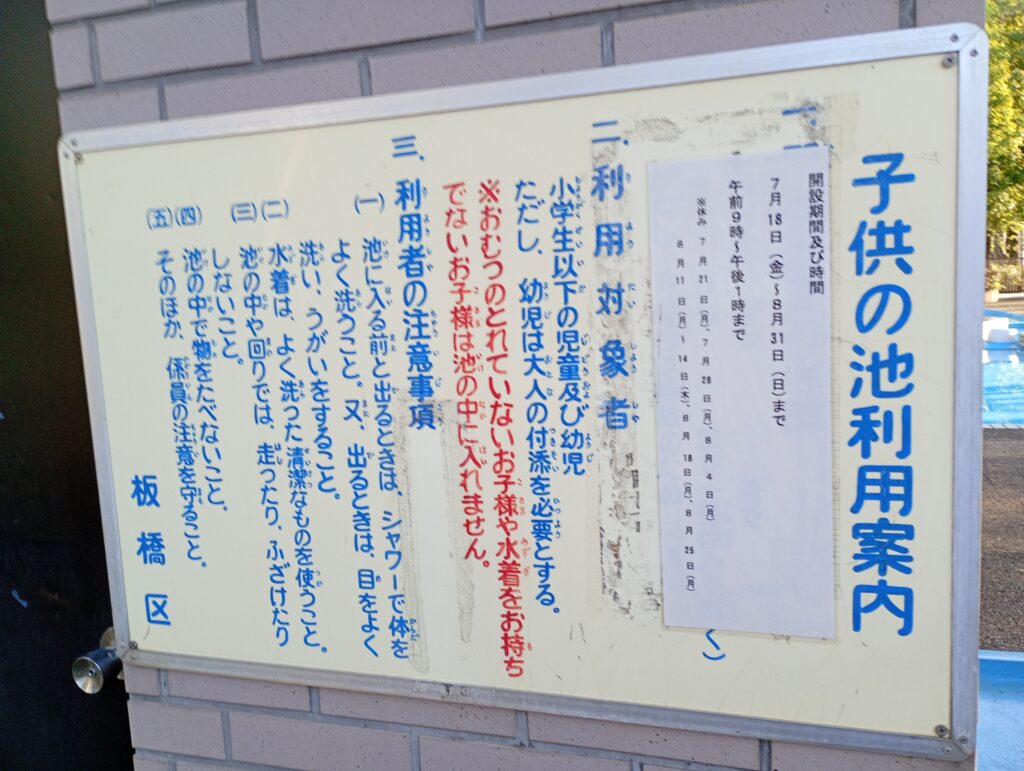 子供の池利用案内
一.
開設期間及び時間
7月18日（金）～8月31日（日）まで
午前9時～午後1時まで
※休み 7月21日（月）、7月28日（月）、8月4日（月）
8月11日（月）～14日（木）、8月18日（月）、8月25日（月）
二.利用対象者
小学生以下の児童及び幼児
ただし、幼児は大人の付添を必要とする。
※おむつのとれていないお子様や水着をお持ち
でないお子様は池の中に入れません。
三.利用者の注意事項
（一）池に入る前と出るときは、シャワーで体を
よく洗うこと。又、出るときは、目をよく
洗い、うがいをすること。
（二）水着は、よく洗った清潔なものを使うこと。
（三）池の中や回りでは、走ったり、ふざけたり
しないこと。
（四）池の中で物をたべないこと。
（五）そのほか、係員の注意を守ること。
板橋区